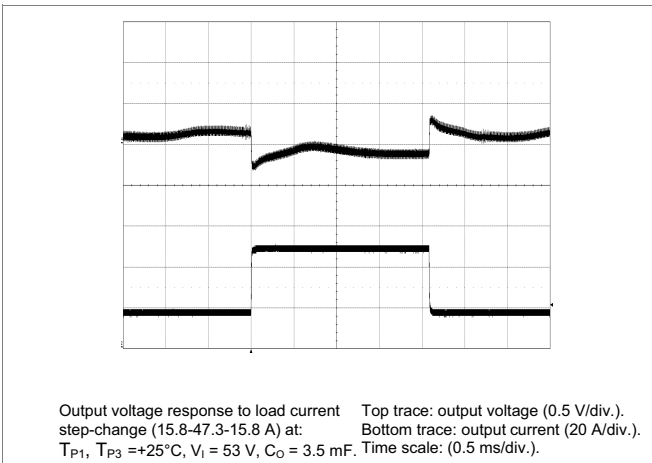 Output voltage response to load current
step-change (15.8-47.3-15.8 A) at:
TP1, TP3 =+25°C, VI = 53 V, CO = 3.5 mF.
Top trace: output voltage (0.5 V/div.).
Bottom trace: output current (20 A/div.).
Time scale: (0.5 ms/div.).